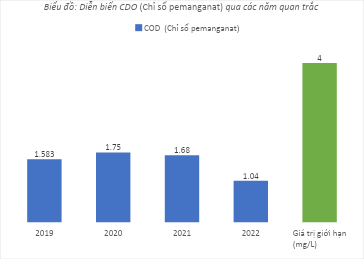 Biểu đồ: Diễn biến CDO (Chỉ số pemanganat) qua các năm quan trắc
COD (Chỉ số pemanganat)
4
1.583
1.75
1.68
1.04
2019
2020
2021
2022
Giá trị giới hạn
(mg/L)